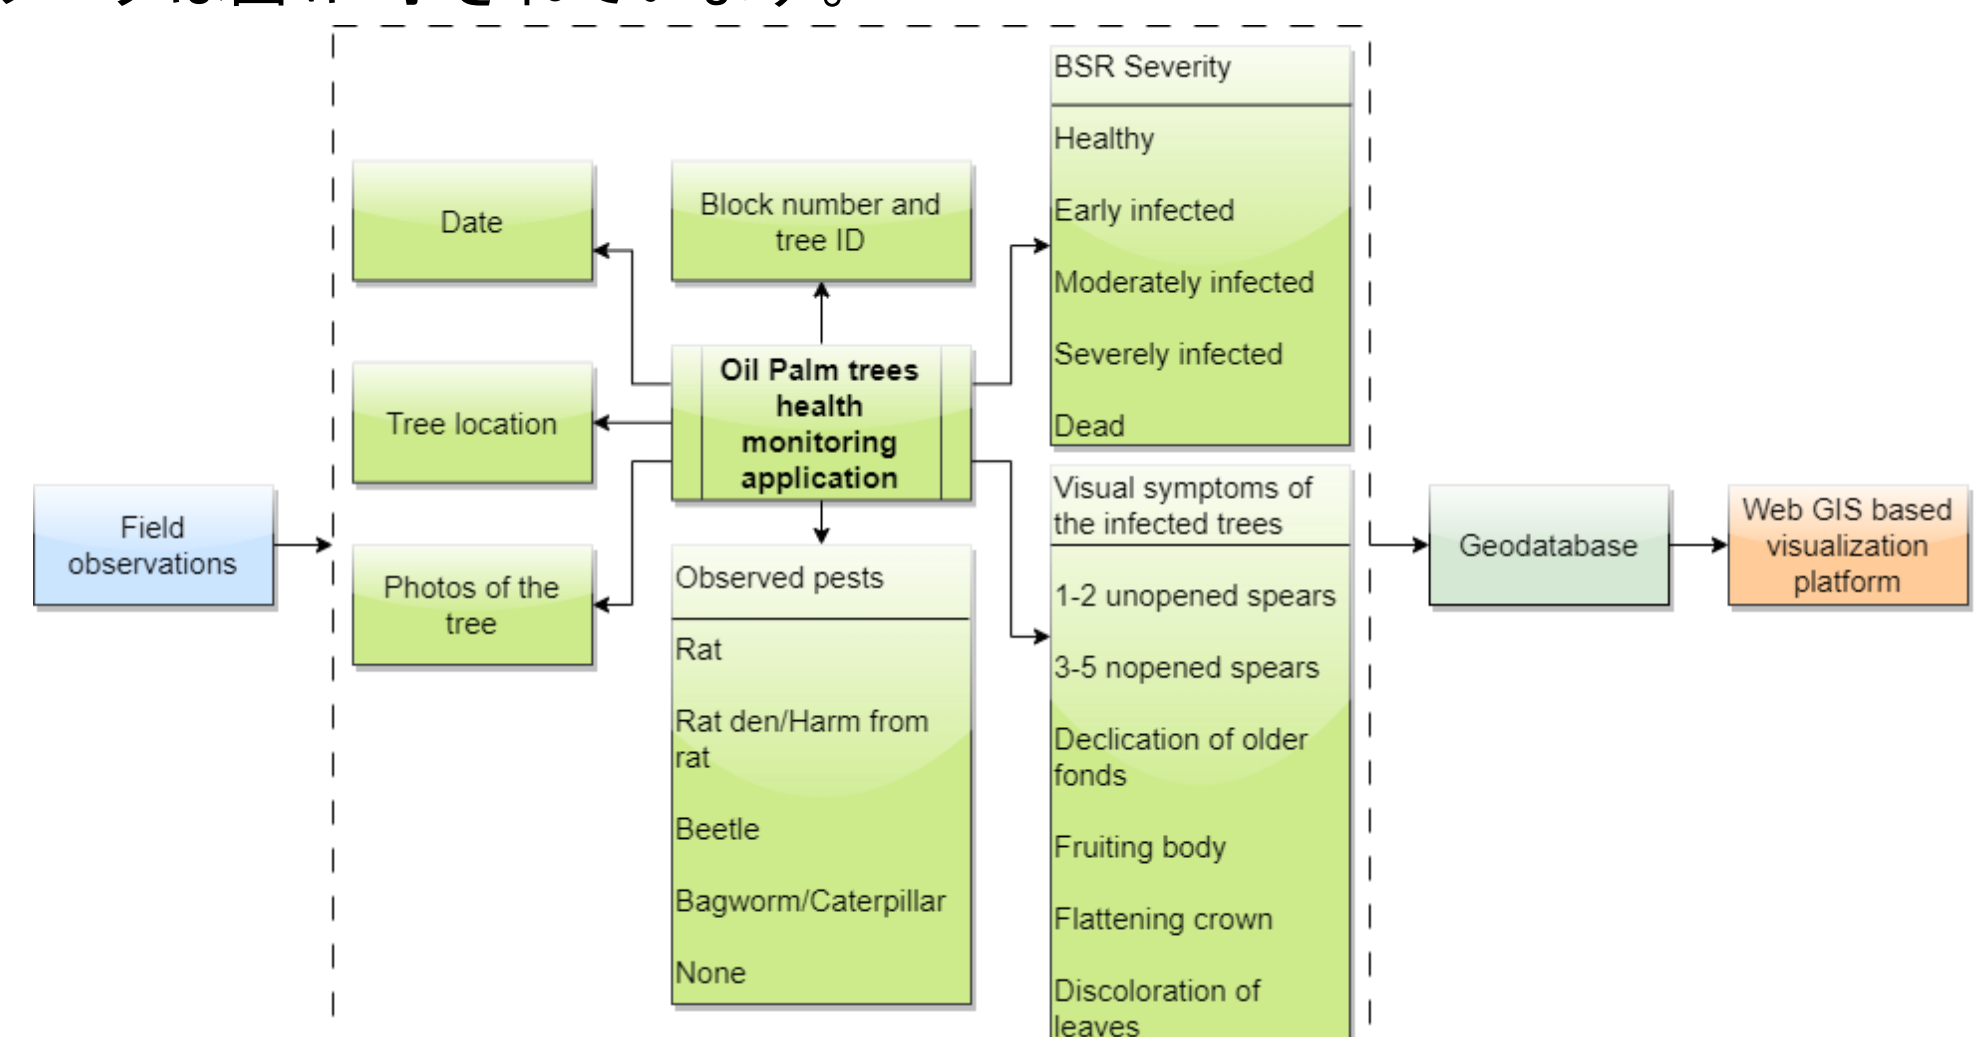 BSR Severity
Healthy
Early infected
Moderately infected
Severely infected
Dead
Date
Block number and
tree ID
Oil Palm trees
health
monitoring
application
Tree location
Photos of the
tree
Field
observations
Observed pests
Rat
Rat den/Harm from
rat
Beetle
Bagworm/Caterpillar
None
Visual symptoms of
the infected trees
1-2 unopened spears
3-5 nopened spears
Declication of older
fonds
Fruiting body
Flattening crown
Discoloration of
leaves
Geodatabase
Web GIS based
visualization
platform